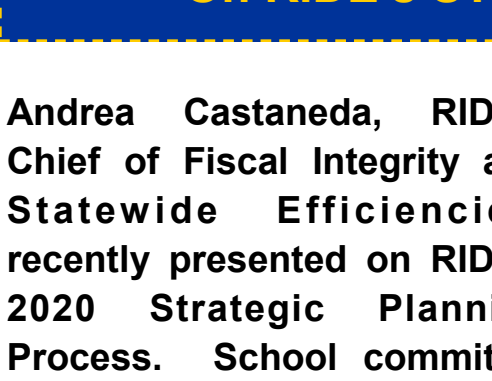 Andrea Castaneda, RID
Chief of Fiscal Integrity a
Statewide Efficienci
recently presented on RID
2020 Strategic Planni
Process. School commit